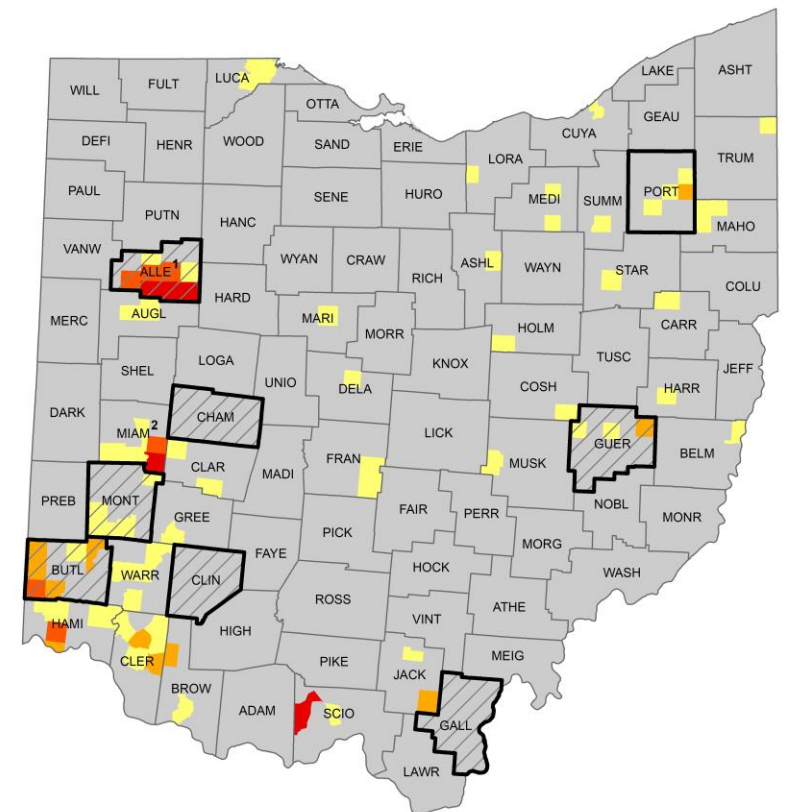 LAKE
ASHT
LUCA
FULT
WILL
OTTA
GEAU
CUYA
WOOD
DEFI
HENR
SAND
ERIE
LORA
TRUM
PAUL
SENE
HURO
MEDI
SUMM
PORT
PUTN
HANC
MAHO
VANW
WYAN
CRAW
ASHL
WAYN
STAR
ALLE 1
RICH
COLU
HARD
AUGL
MERC
MARI
HOLM
CARR
MORR
TUSC
LOGA
KNOX
JEFF
SHEL
UNIO
DELA
COSH
HARR
DARK
CHAM
LICK
MIAM 2
GUER
FRAN
MUSK
BELM
CLAR
MADI
PREB
MONT
NOBL
GREE
FAIR
PERR
MONR
PICK
MORG
FAYE
BUTL
WARR
CLIN
HOCK
WASH
ROSS
ATHE
HAMI
VINT
HIGH
CLER
PIKE
MEIG
JACK
BROW
ADAM
SCIO
GALL
LAWR